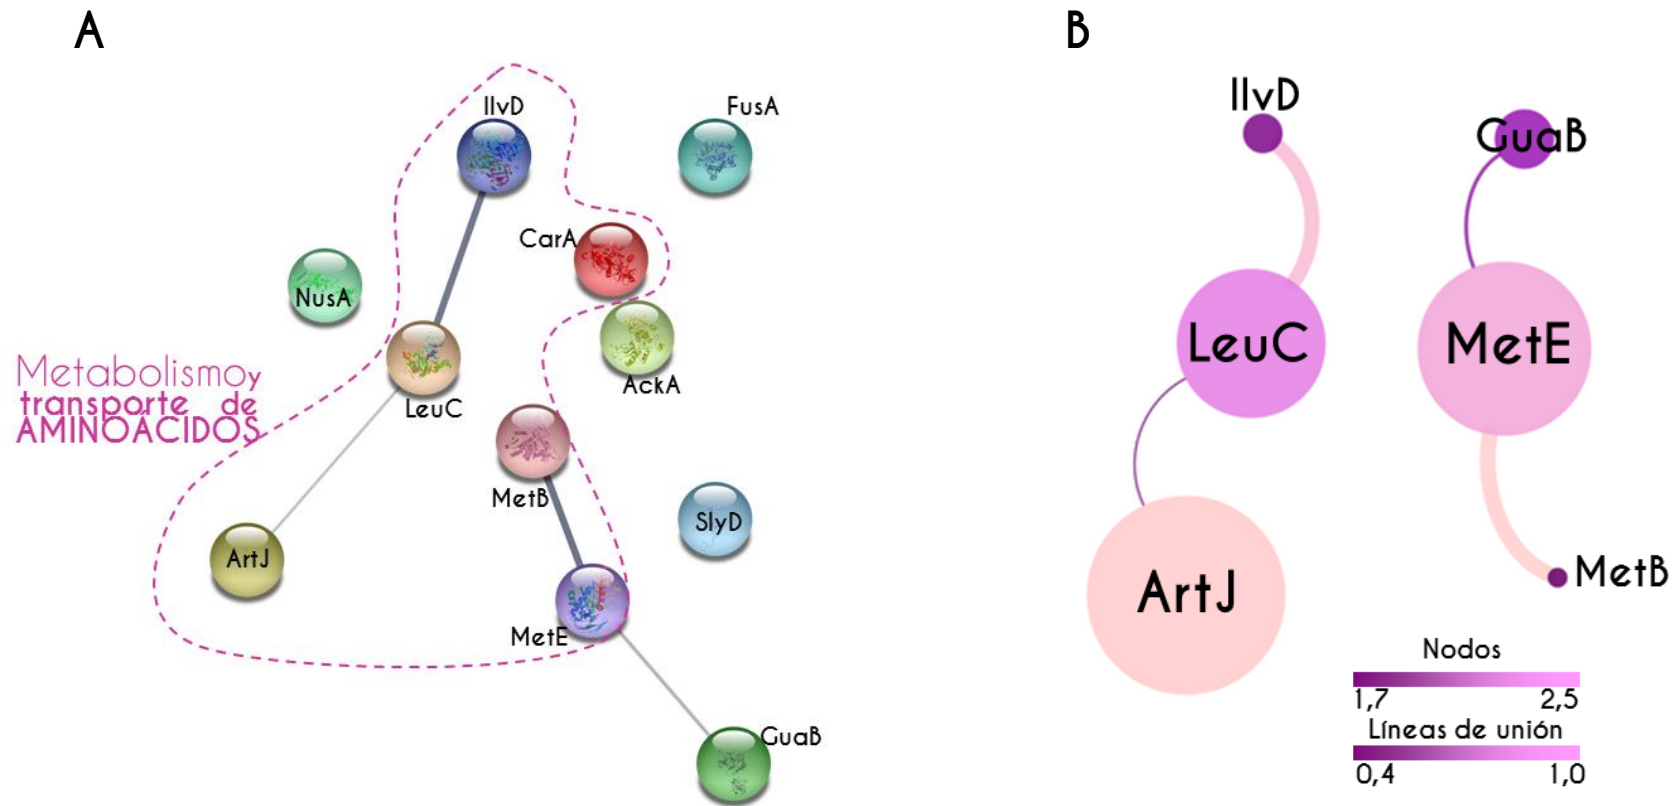 A
IlvD
FusA
CarA
NusA
AckA
Metabolismo y
transporte de
AMINOÁCIDOS
LeuC
MetB
SlyD
ArtJ
MetE
GuaB
B
IlvD
GuaB
LeuC
MetE
ArtJ
MetB
Nodos
1,7 2,5
Líneas de unión
0,4 1,0